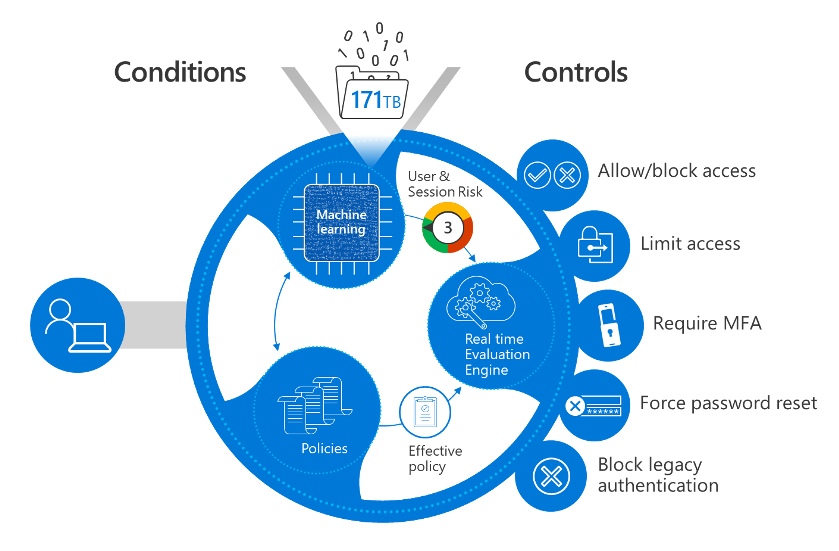 Conditions
Controls
1 0 1 0
1 0 1 0
0 0 1
1 0 1
171TB
Machine
learning
User &
Session Risk
3
Real time
Evaluation
Engine
Policies
Effective
policy
Allow/block access
Limit access
Require MFA
******
Force password reset
Block legacy
authentication